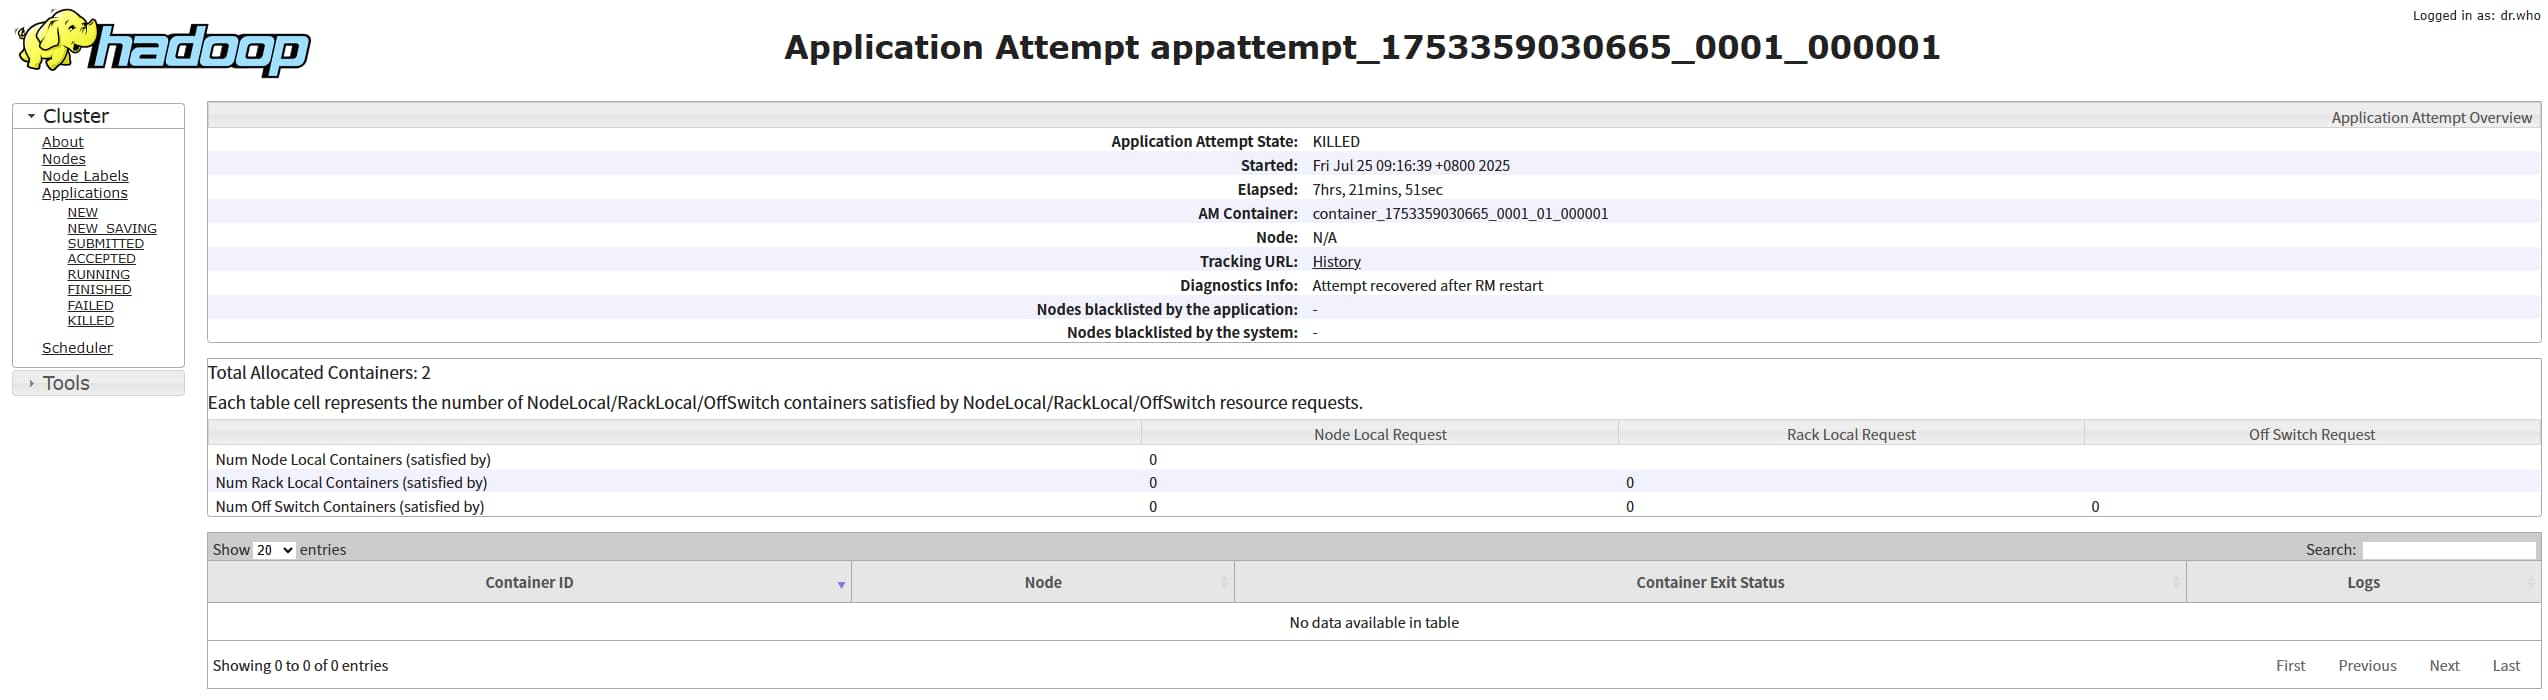 Logged in as: dr.who
hadoop
Application Attempt appattempt_1753359030665_0001_000001
Cluster
About
Nodes
Node Labels
Applications
NEW
NEW_SAVING
SUBMITTED
ACCEPTED
RUNNING
FINISHED
FAILED
KILLED
Scheduler
Tools
Application Attempt Overview
Application Attempt State: KILLED
Started: Fri Jul 25 09:16:39 +0800 2025
Elapsed: 7hrs, 21mins, 51sec
AM Container: container_1753359030665_0001_01_000001
Node: N/A
Tracking URL: History
Diagnostics Info: Attempt recovered after RM restart
Nodes blacklisted by the application: -
Nodes blacklisted by the system: -
Total Allocated Containers: 2
Each table cell represents the number of NodeLocal/RackLocal/OffSwitch containers satisfied by NodeLocal/RackLocal/OffSwitch resource requests.
Node Local Request Rack Local Request Off Switch Request
Num Node Local Containers (satisfied by) 0
Num Rack Local Containers (satisfied by) 0 0
Num Off Switch Containers (satisfied by) 0 0 0
Show 20 entries Search:
Container ID Node Container Exit Status Logs
No data available in table
Showing 0 to 0 of 0 entries First Previous Next Last